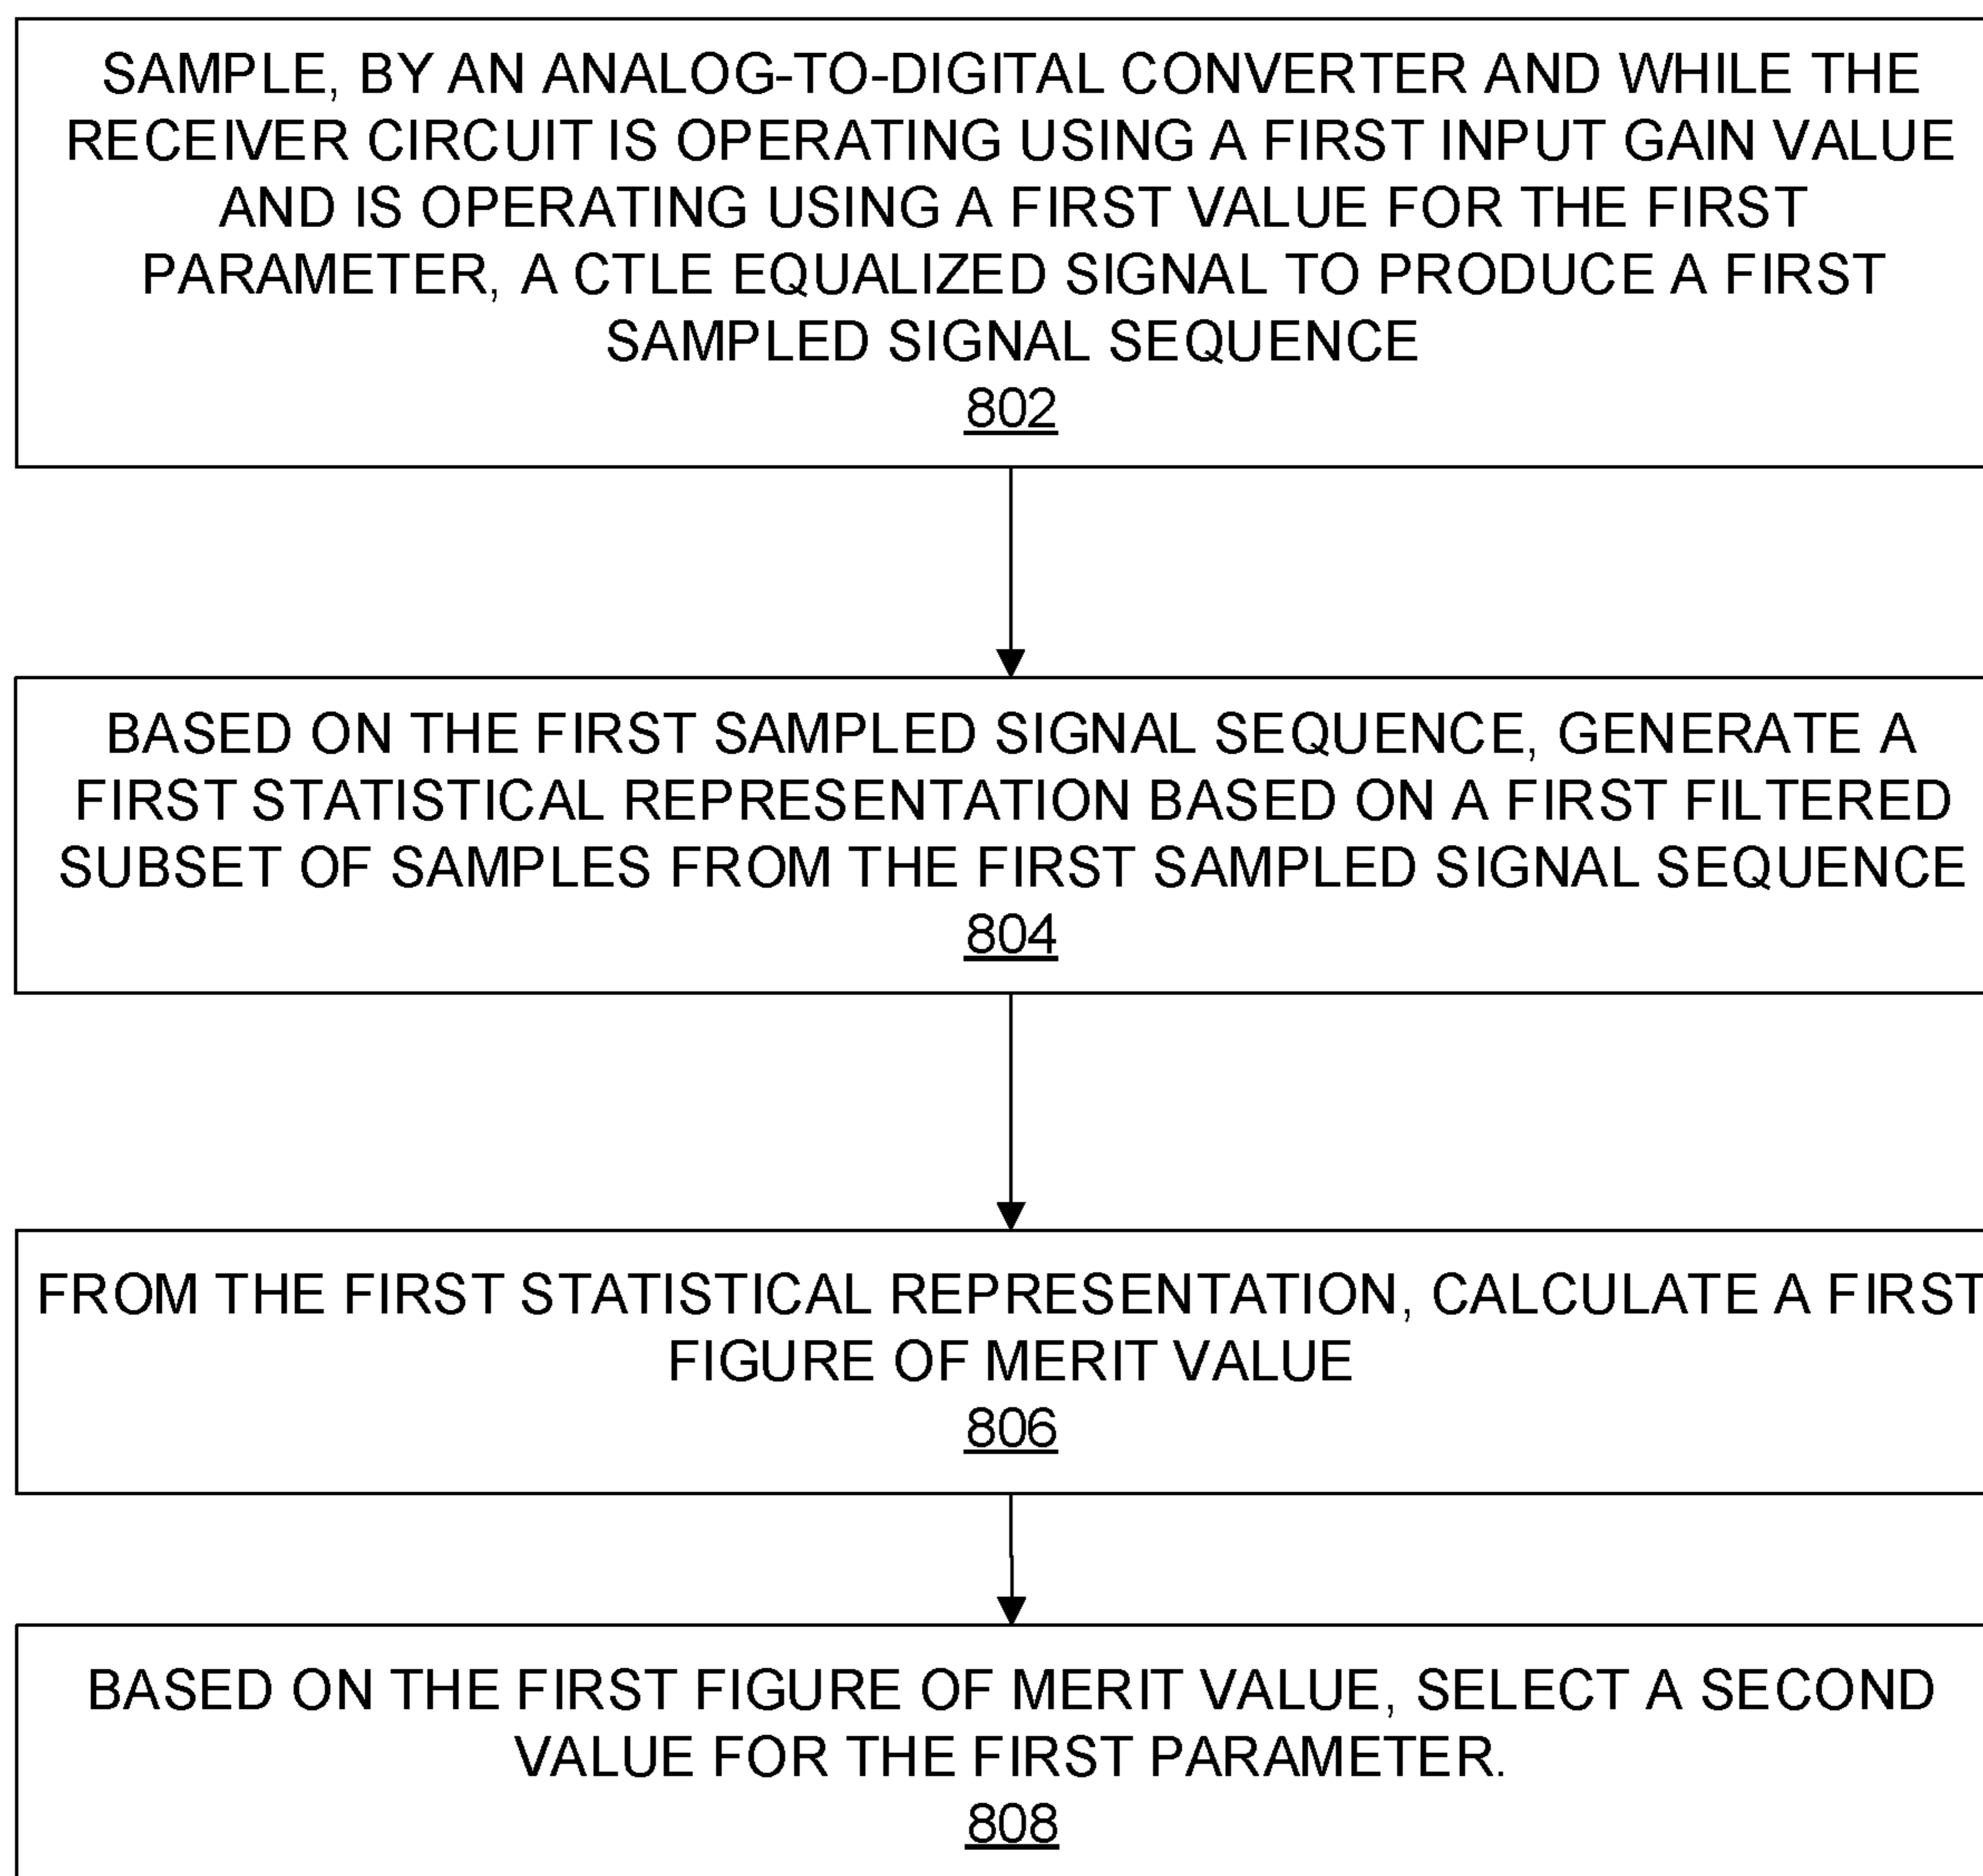 SAMPLE, BY AN ANALOG-TO-DIGITAL CONVERTER AND WHILE THE
RECEIVER CIRCUIT IS OPERATING USING A FIRST INPUT GAIN VALUE
AND IS OPERATING USING A FIRST VALUE FOR THE FIRST
PARAMETER, A CTLE EQUALIZED SIGNAL TO PRODUCE A FIRST
SAMPLED SIGNAL SEQUENCE
802
BASED ON THE FIRST SAMPLED SIGNAL SEQUENCE, GENERATE A
FIRST STATISTICAL REPRESENTATION BASED ON A FIRST FILTERED
SUBSET OF SAMPLES FROM THE FIRST SAMPLED SIGNAL SEQUENCE
804
FROM THE FIRST STATISTICAL REPRESENTATION, CALCULATE A FIRST
FIGURE OF MERIT VALUE
806
BASED ON THE FIRST FIGURE OF MERIT VALUE, SELECT A SECOND
VALUE FOR THE FIRST PARAMETER.
808